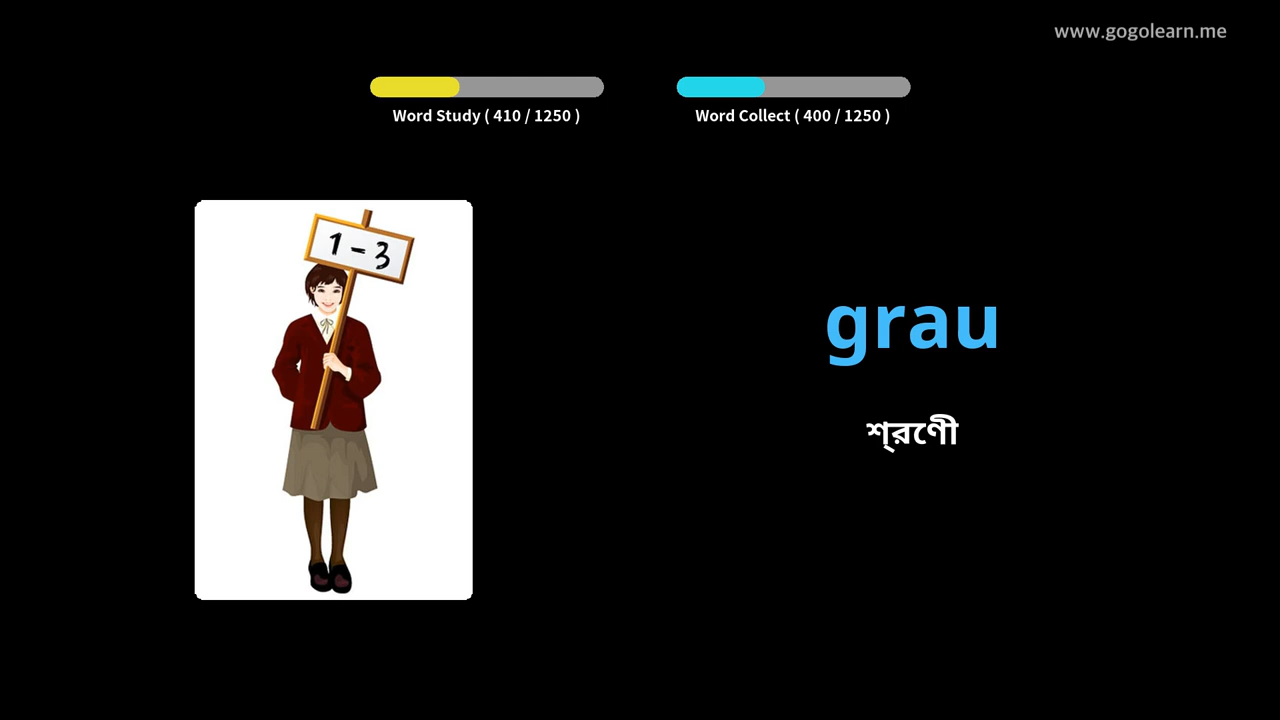 www.gogolearn.me
Word Study ( 410 / 1250 )
Word Collect ( 400 / 1250 )
1 - 3
grau
শ্রেণী